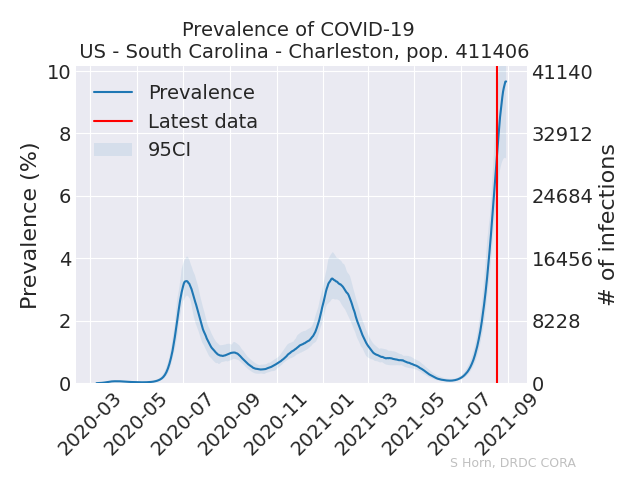 Prevalence of COVID-19
US - South Carolina - Charleston, pop. 411406
Prevalence
Latest data
95CI
Prevalence (%)
10
8
6
4
2
0
41140
32912
24684
16456
8228
0
# of infections
2020-03
2020-05
2020-07
2020-09
2020-11
2021-01
2021-03
2021-05
2021-07
2021-09
S Horn, DRDC CORA